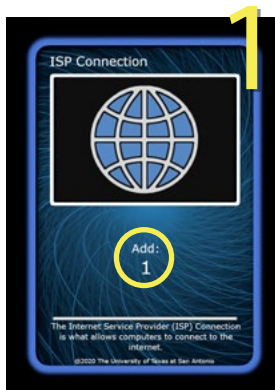 1
ISP Connection
Add:
1
The Internet Service Provider (ISP) Connection
is what allows computers to connect to the
internet.
@2020 The University of Texas at San Antonio